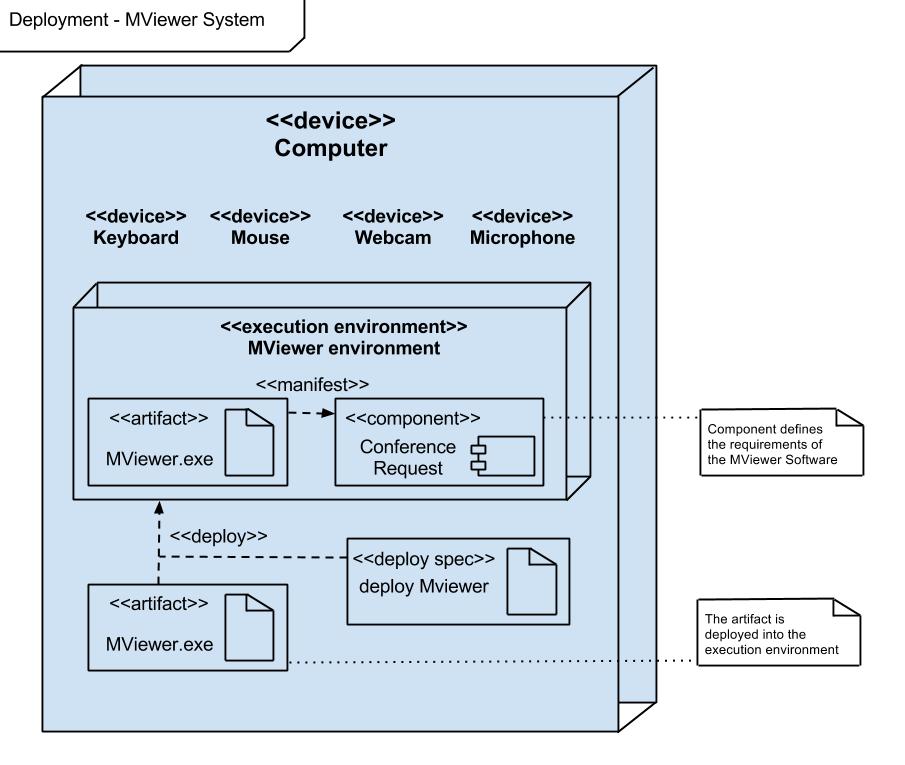 Deployment - MViewer System
<<device>>
Computer
<<device>> <<device>> <<device>> <<device>>
Keyboard Mouse Webcam Microphone
<<execution environment>>
MViewer environment
<<manifest>>
<<artifact>>
MViewer.exe
<<component>>
Conference
Request
Component defines
the requirements of
the MViewer Software
<<deploy>>
<<deploy spec>>
deploy Mviewer
<<artifact>>
MViewer.exe
The artifact is
deployed into the
execution environment